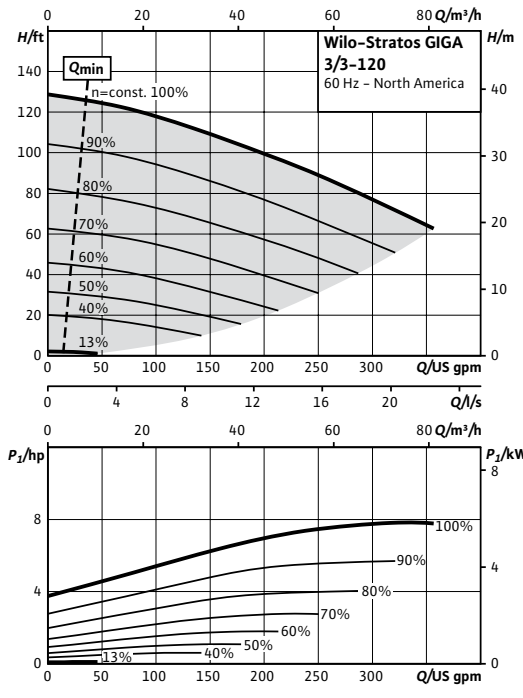 0 20 40 60 80 Q/m³/h
H/ft
H/m
Wilo-Stratos GIGA
3/3-120
60 Hz - North America
Qmin
n=const. 100%
90%
80%
70%
60%
50%
40%
13%
140
120
100
80
60
40
20
0
40
30
20
10
0
0 50 100 150 200 250 300 Q/US gpm
0 4 8 12 16 20 Q/l/s
0 20 40 60 80 Q/m³/h
P₁/hp
P₁/kW
8
4
0
8
4
0
100%
90%
80%
70%
60%
50%
40%
13%
0 50 100 150 200 250 300 Q/US gpm